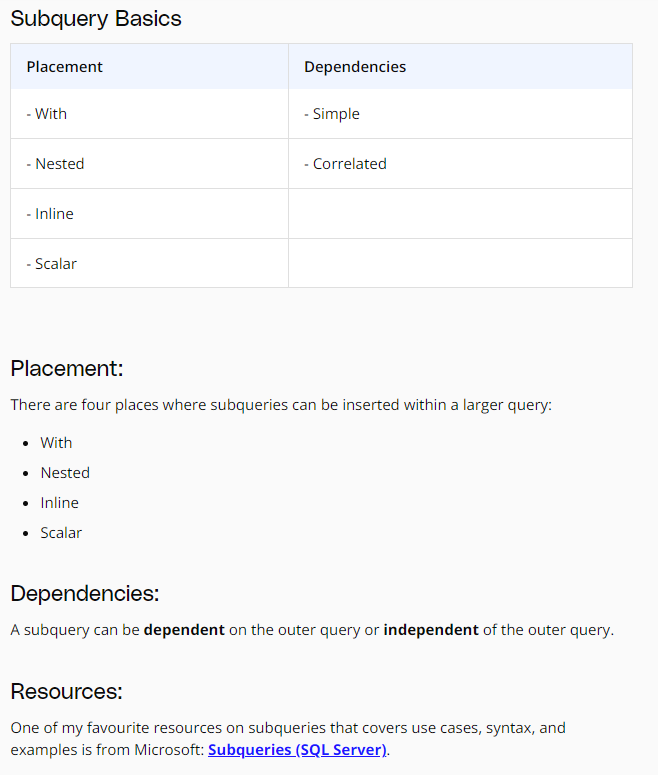 Subquery Basics
Placement Dependencies
- With - Simple
- Nested - Correlated
- Inline
- Scalar
Placement:
There are four places where subqueries can be inserted within a larger query:
• With
• Nested
• Inline
• Scalar
Dependencies:
A subquery can be dependent on the outer query or independent of the outer query.
Resources:
One of my favourite resources on subqueries that covers use cases, syntax, and
examples is from Microsoft: Subqueries (SQL Server).